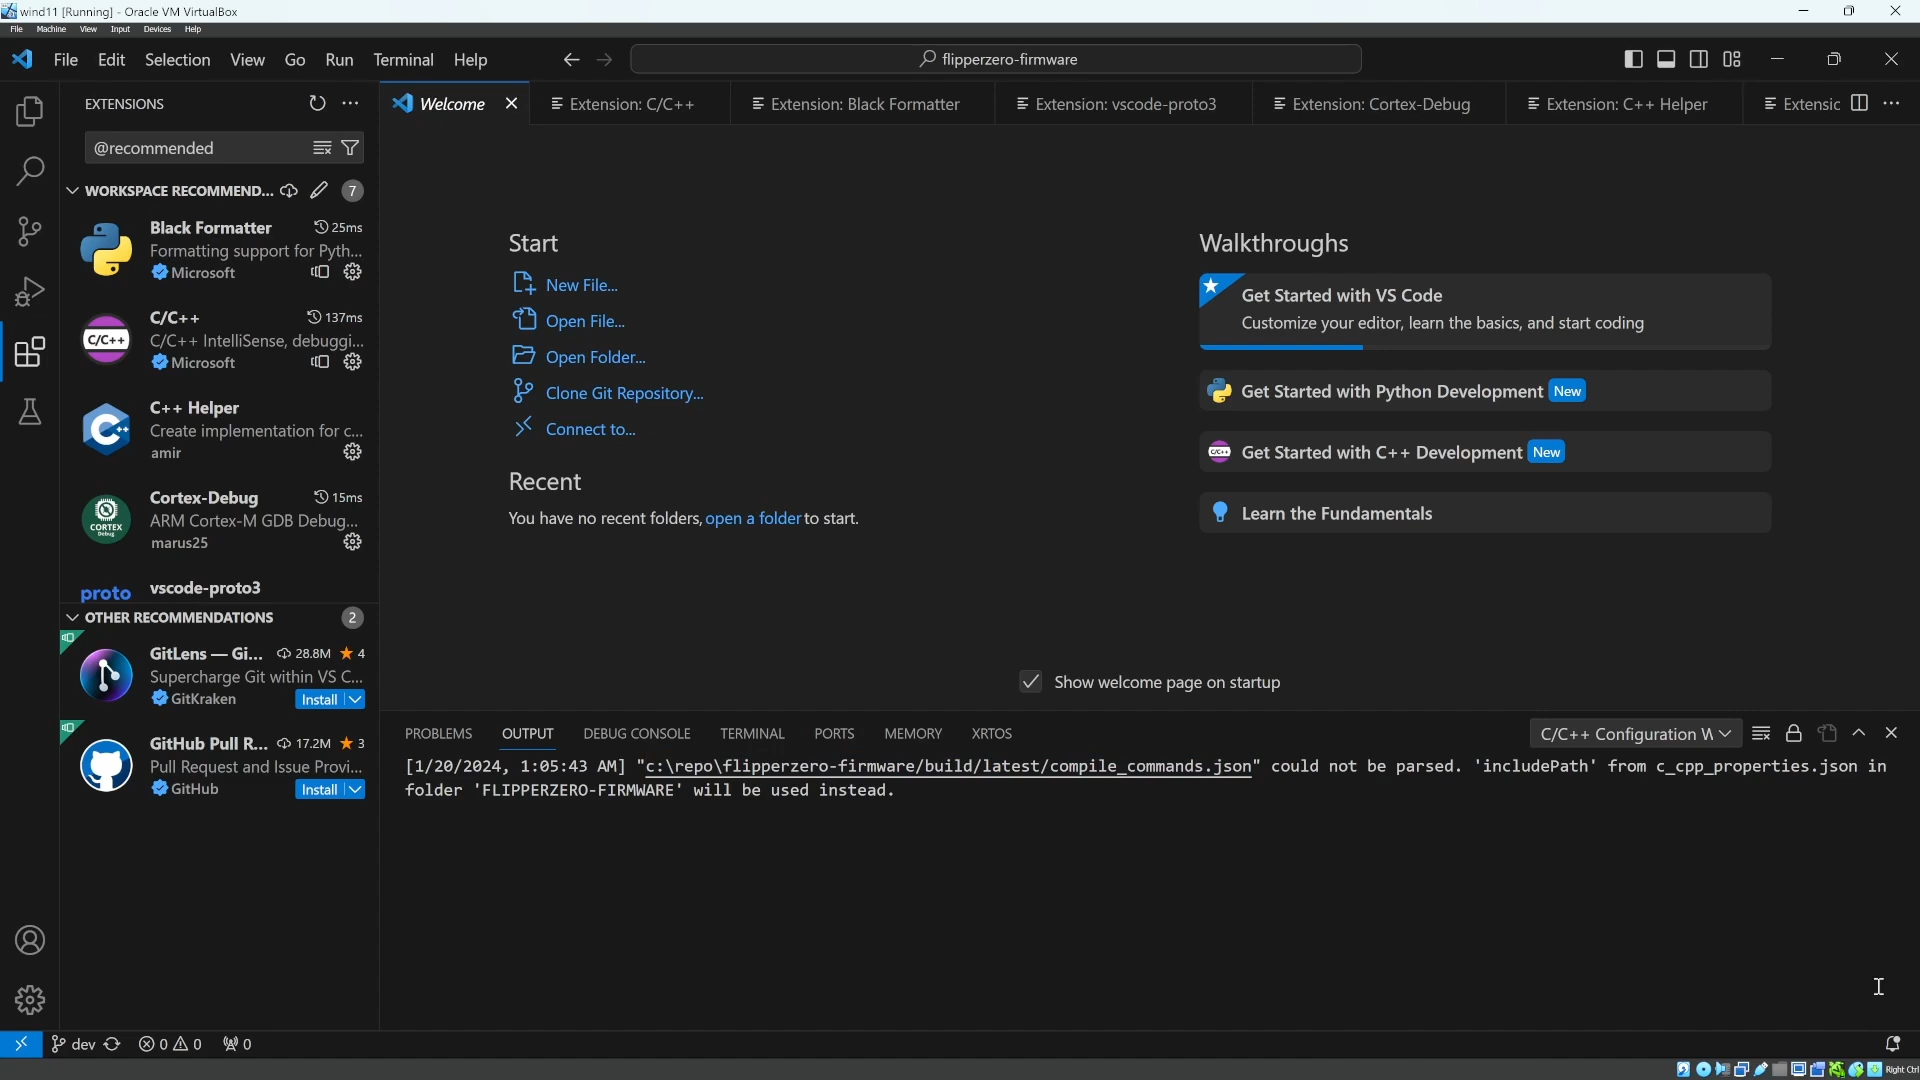 wind11 [Running] - Oracle VM VirtualBox
File Machine View Input Devices Help
File Edit Selection View Go Run Terminal Help
flipperzero-firmware
EXTENSIONS
Welcome
Extension: C/C++
Extension: Black Formatter
Extension: vscode-proto3
Extension: Cortex-Debug
Extension: C++ Helper
Extensic
@recommended
WORKSPACE RECOMMEND... 7
Black Formatter 25ms
Formatting support for Pyth...
Microsoft
C/C++ 137ms
C/C++
C/C++ IntelliSense, debuggi...
Microsoft
C++ Helper
Create implementation for c...
amir
Cortex-Debug 15ms
CORTEX
Debug
ARM Cortex-M GDB Debug...
marus25
proto
vscode-proto3
OTHER RECOMMENDATIONS 2
GitLens — Gi... 28.8M 4
Supercharge Git within VS C...
GitKraken Install
GitHub Pull R... 17.2M 3
Pull Request and Issue Provi...
GitHub Install
Start
New File...
Open File...
Open Folder...
Clone Git Repository...
Connect to...
Recent
You have no recent folders, open a folder to start.
Walkthroughs
Get Started with VS Code
Customize your editor, learn the basics, and start coding
Get Started with Python Development New
C/C++ Get Started with C++ Development New
Learn the Fundamentals
Show welcome page on startup
PROBLEMS OUTPUT DEBUG CONSOLE TERMINAL PORTS MEMORY XRTOS
C/C++ Configuration W
[1/20/2024, 1:05:43 AM] "c:\repo\flipperzero-firmware/build/latest/compile_commands.json" could not be parsed. 'includePath' from c_cpp_properties.json in
folder 'FLIPPERZERO-FIRMWARE' will be used instead.
dev 0 0 0
Right Ctrl